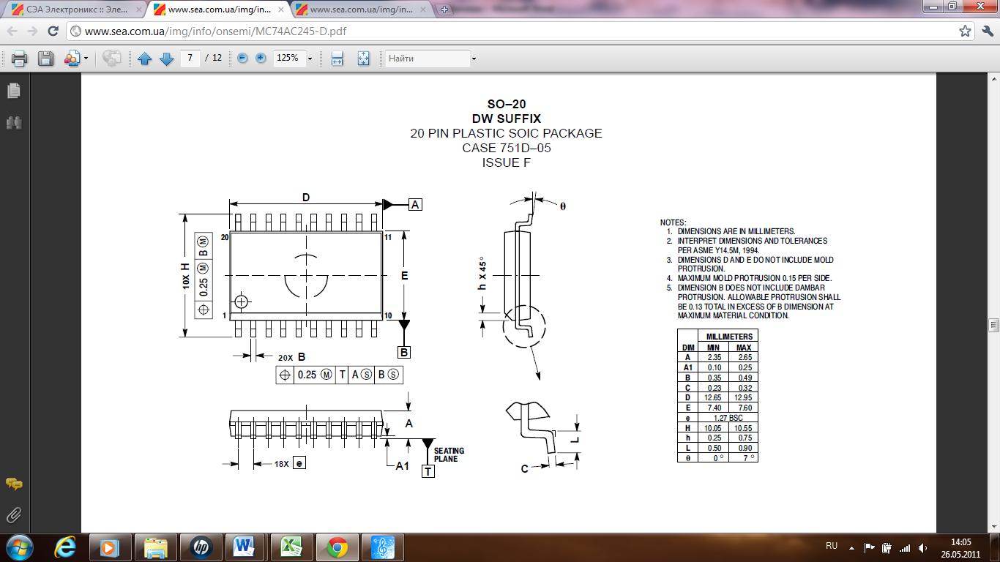 СЭА Электроникс :: Эле...
www.sea.com.ua/img/in...
www.sea.com.ua/img/in...
www.sea.com.ua/img/info/onsemi/MC74AC245-D.pdf
7 / 12
125%
Найти
SO–20
DW SUFFIX
20 PIN PLASTIC SOIC PACKAGE
CASE 751D–05
ISSUE F
D
A
20
11
10X H
0.25 M B M
E
1
10
B
20X B
0.25 M T A S B S
A
A1
18X e
SEATING
PLANE
T
θ
h X 45°
L
C
NOTES:
1. DIMENSIONS ARE IN MILLIMETERS.
2. INTERPRET DIMENSIONS AND TOLERANCES
PER ASME Y14.5M, 1994.
3. DIMENSIONS D AND E DO NOT INCLUDE MOLD
PROTRUSION.
4. MAXIMUM MOLD PROTRUSION 0.15 PER SIDE.
5. DIMENSION B DOES NOT INCLUDE DAMBAR
PROTRUSION. ALLOWABLE PROTRUSION SHALL
BE 0.13 TOTAL IN EXCESS OF B DIMENSION AT
MAXIMUM MATERIAL CONDITION.
MILLIMETERS
DIM MIN MAX
A 2.35 2.65
A1 0.10 0.25
B 0.35 0.49
C 0.23 0.32
D 12.65 12.95
E 7.40 7.60
e 1.27 BSC
H 10.05 10.55
h 0.25 0.75
L 0.50 0.90
θ 0 ° 7 °
hp
RU
14:05
26.05.2011